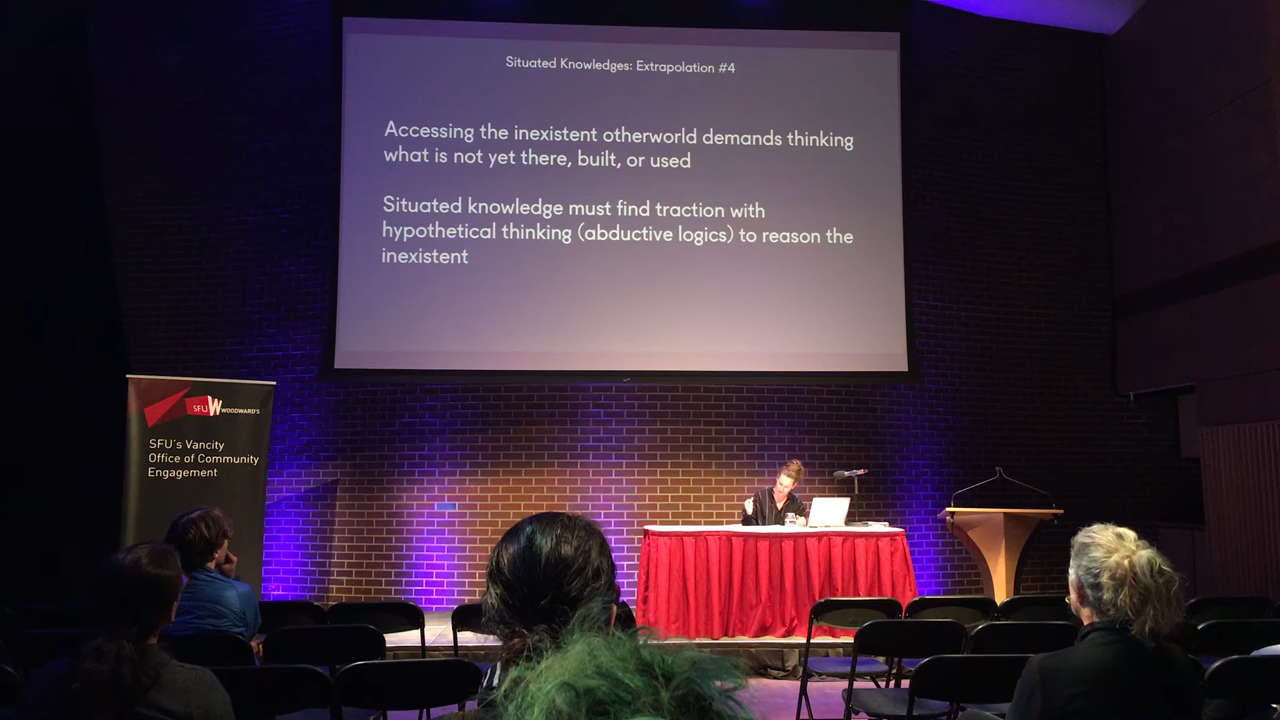 Situated Knowledges: Extrapolation #4
Accessing the inexistent otherworld demands thinking
what is not yet there, built, or used
Situated knowledge must find traction with
hypothetical thinking (abductive logics) to reason the
inexistent
SFU W WOODWARD'S
SFU's Vancity
Office of Community
Engagement